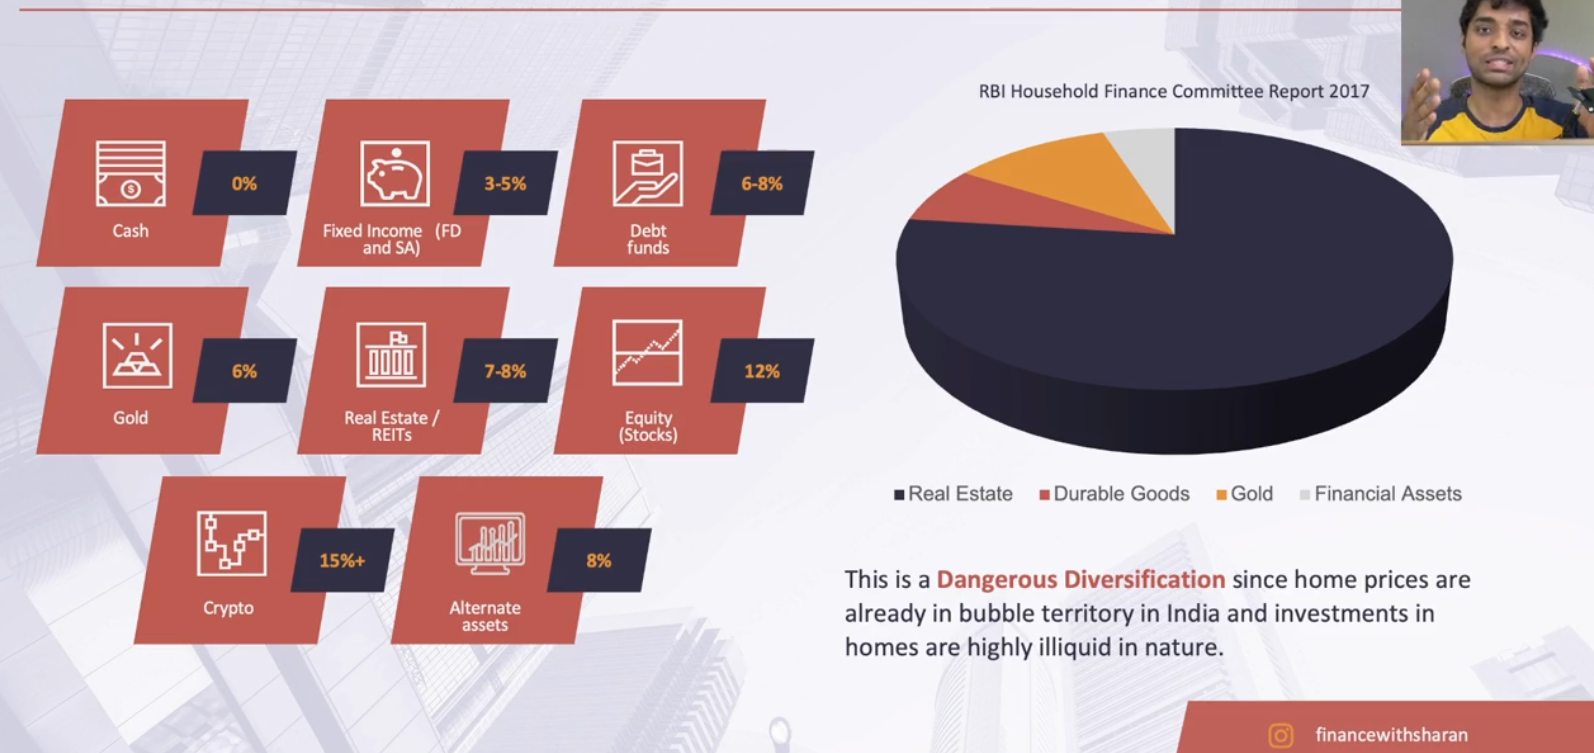 RBI Household Finance Committee Report 2017
0%
Cash
3-5%
Fixed Income (FD
and SA)
6-8%
Debt
funds
6%
Gold
7-8%
Real Estate /
REITs
12%
Equity
(Stocks)
15%+
Crypto
8%
Alternate
assets
Real Estate
Durable Goods
Gold
Financial Assets
This is a Dangerous Diversification since home prices are
already in bubble territory in India and investments in
homes are highly illiquid in nature.
financewithsharan